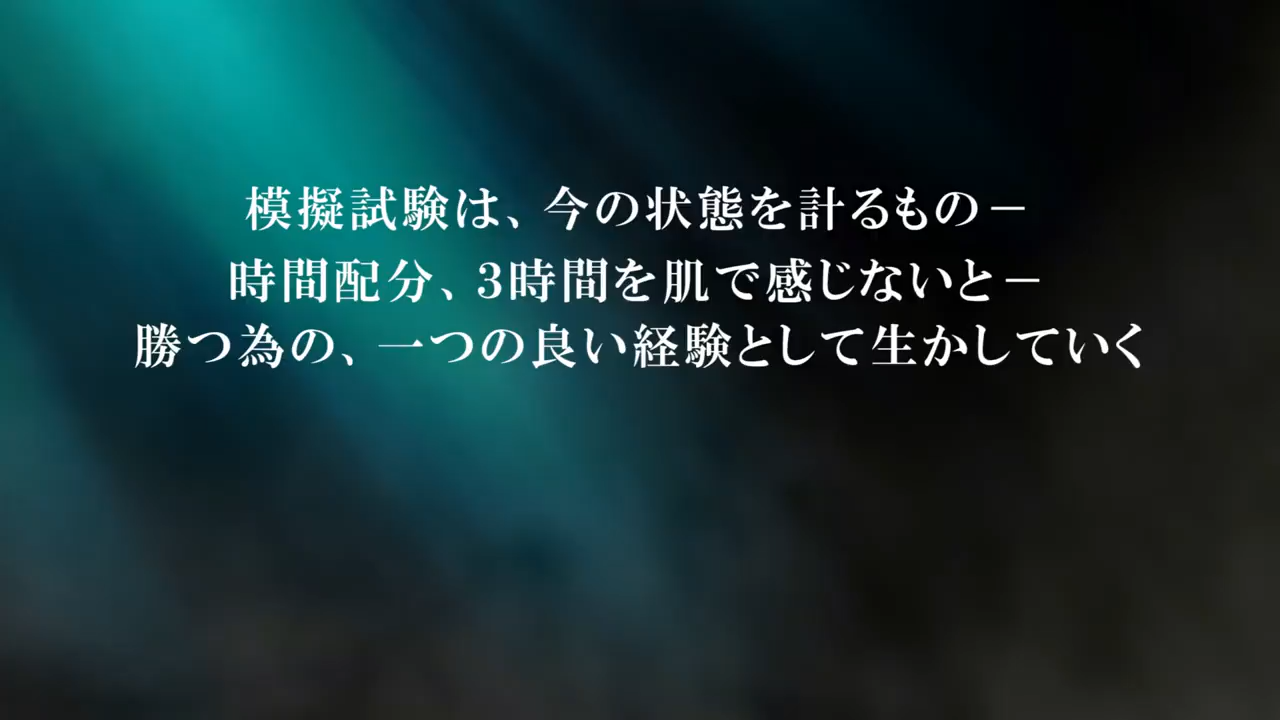 模擬試験は、今の状態を計るもの－
時間配分、3時間を肌で感じないと－
勝つ為の、一つの良い経験として生かしていく